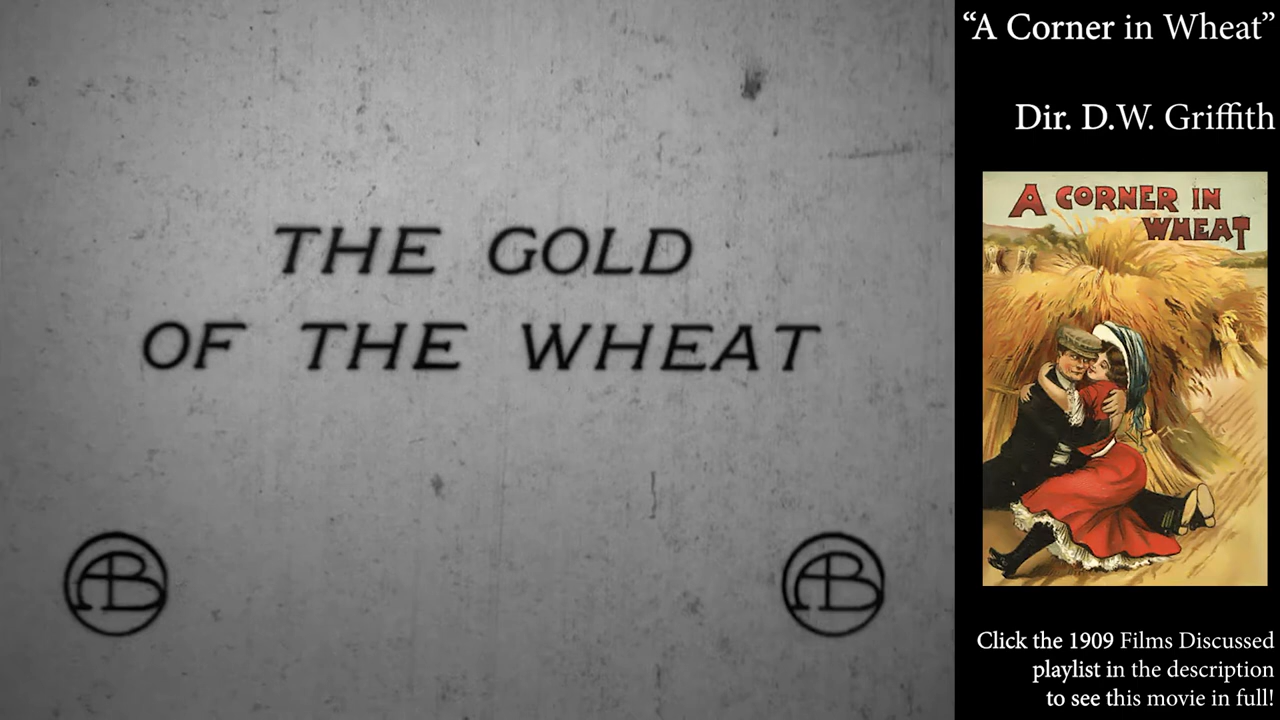 THE GOLD
OF THE WHEAT
AB
AB
“A Corner in Wheat”
Dir. D.W. Griffith
A CORNER IN
WHEAT
Click the 1909 Films Discussed
playlist in the description
to see this movie in full!